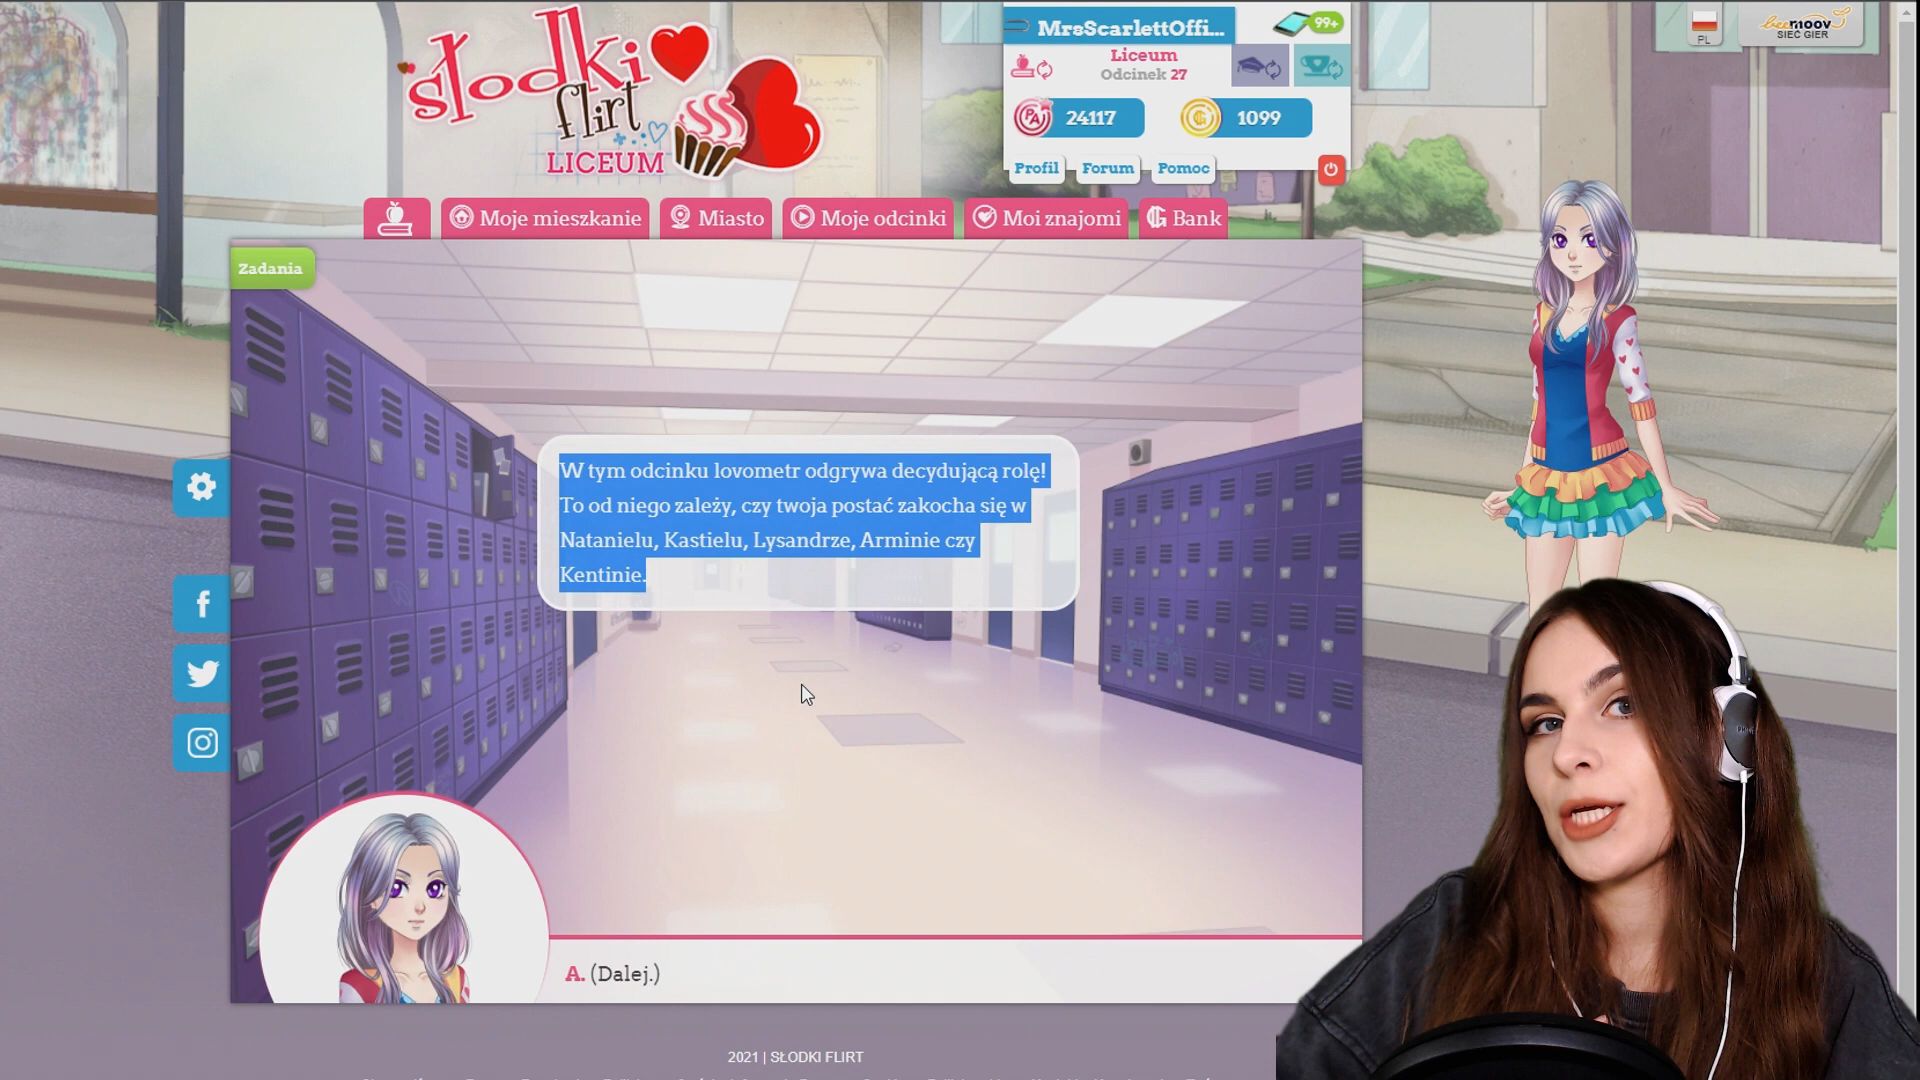 słodki
flirt
LICEUM
MrsScarlettOffi...
99+
Liceum
Odcinek 27
PA
24117
1099
Profil
Forum
Pomoc
PL
beemoov
SIEĆ GIER
Moje mieszkanie
Miasto
Moje odcinki
Moi znajomi
Bank
Zadania
W tym odcinku lovometr odgrywa decydującą rolę!
To od niego zależy, czy twoja postać zakocha się w
Natanielu, Kastielu, Lysandrze, Arminie czy
Kentinie.
A. (Dalej.)
2021 | SŁODKI FLIRT